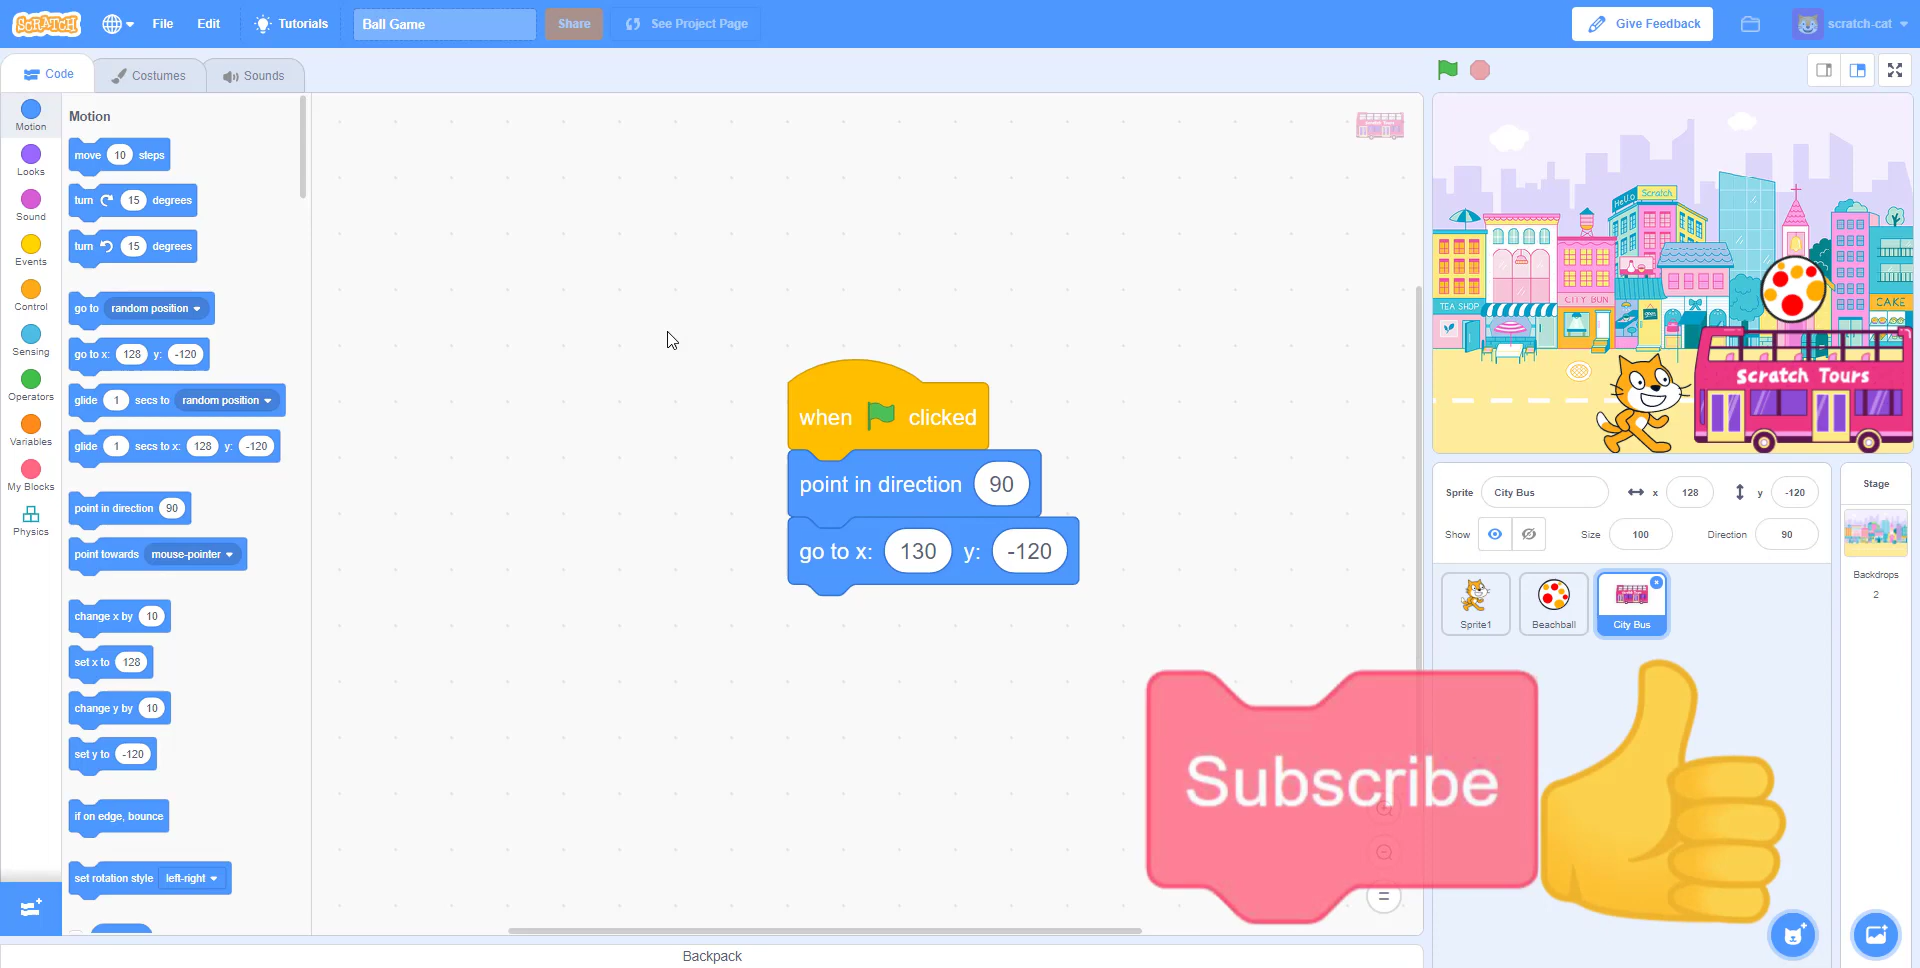 SCRATCH File Edit Tutorials Ball Game Share See Project Page Give Feedback scratch-cat
Code Costumes Sounds
Motion
Looks
Sound
Events
Control
Sensing
Operators
Variables
My Blocks
Physics
Motion
move 10 steps
turn 15 degrees
turn 15 degrees
go to random position
go to x: 128 y: -120
glide 1 secs to random position
glide 1 secs to x: 128 y: -120
point in direction 90
point towards mouse-pointer
change x by 10
set x to 128
change y by 10
set y to -120
if on edge, bounce
set rotation style left-right
when clicked
point in direction 90
go to x: 130 y: -120
Subscribe
Backpack
Hello Scratch
TEA SHOP
CITY BUN
CAKE
Scratch Tours
Sprite City Bus x 128 y -120
Show Size 100 Direction 90
Sprite1 Beachball City Bus
Stage
Backdrops
2